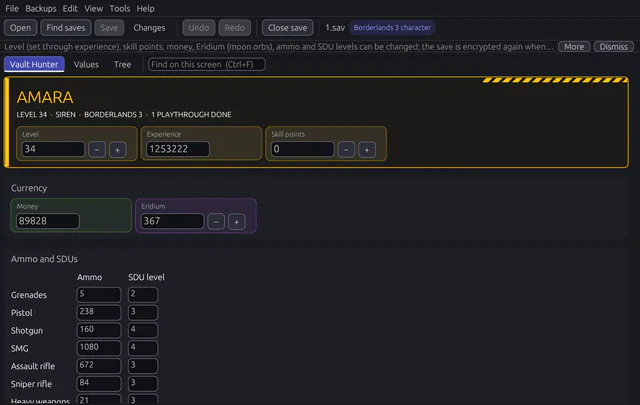 File Backups Edit View Tools Help
Open Find saves Save Changes Undo Redo Close save 1.sav Borderlands 3 character
Level (set through experience), skill points, money, Eridium (moon orbs), ammo and SDU levels can be changed; the save is encrypted again when… More Dismiss
Vault Hunter Values Tree Find on this screen (Ctrl+F)
AMARA
LEVEL 34 · SIREN · BORDERLANDS 3 · 1 PLAYTHROUGH DONE
Level Experience Skill points
34 − + 1253222 0 − +
Currency
Money Eridium
89828 367 − +
Ammo and SDUs
Ammo SDU level
Grenades 5 2
Pistol 238 3
Shotgun 160 4
SMG 1080 4
Assault rifle 672 3
Sniper rifle 84 3
Heavy weapons 21 3